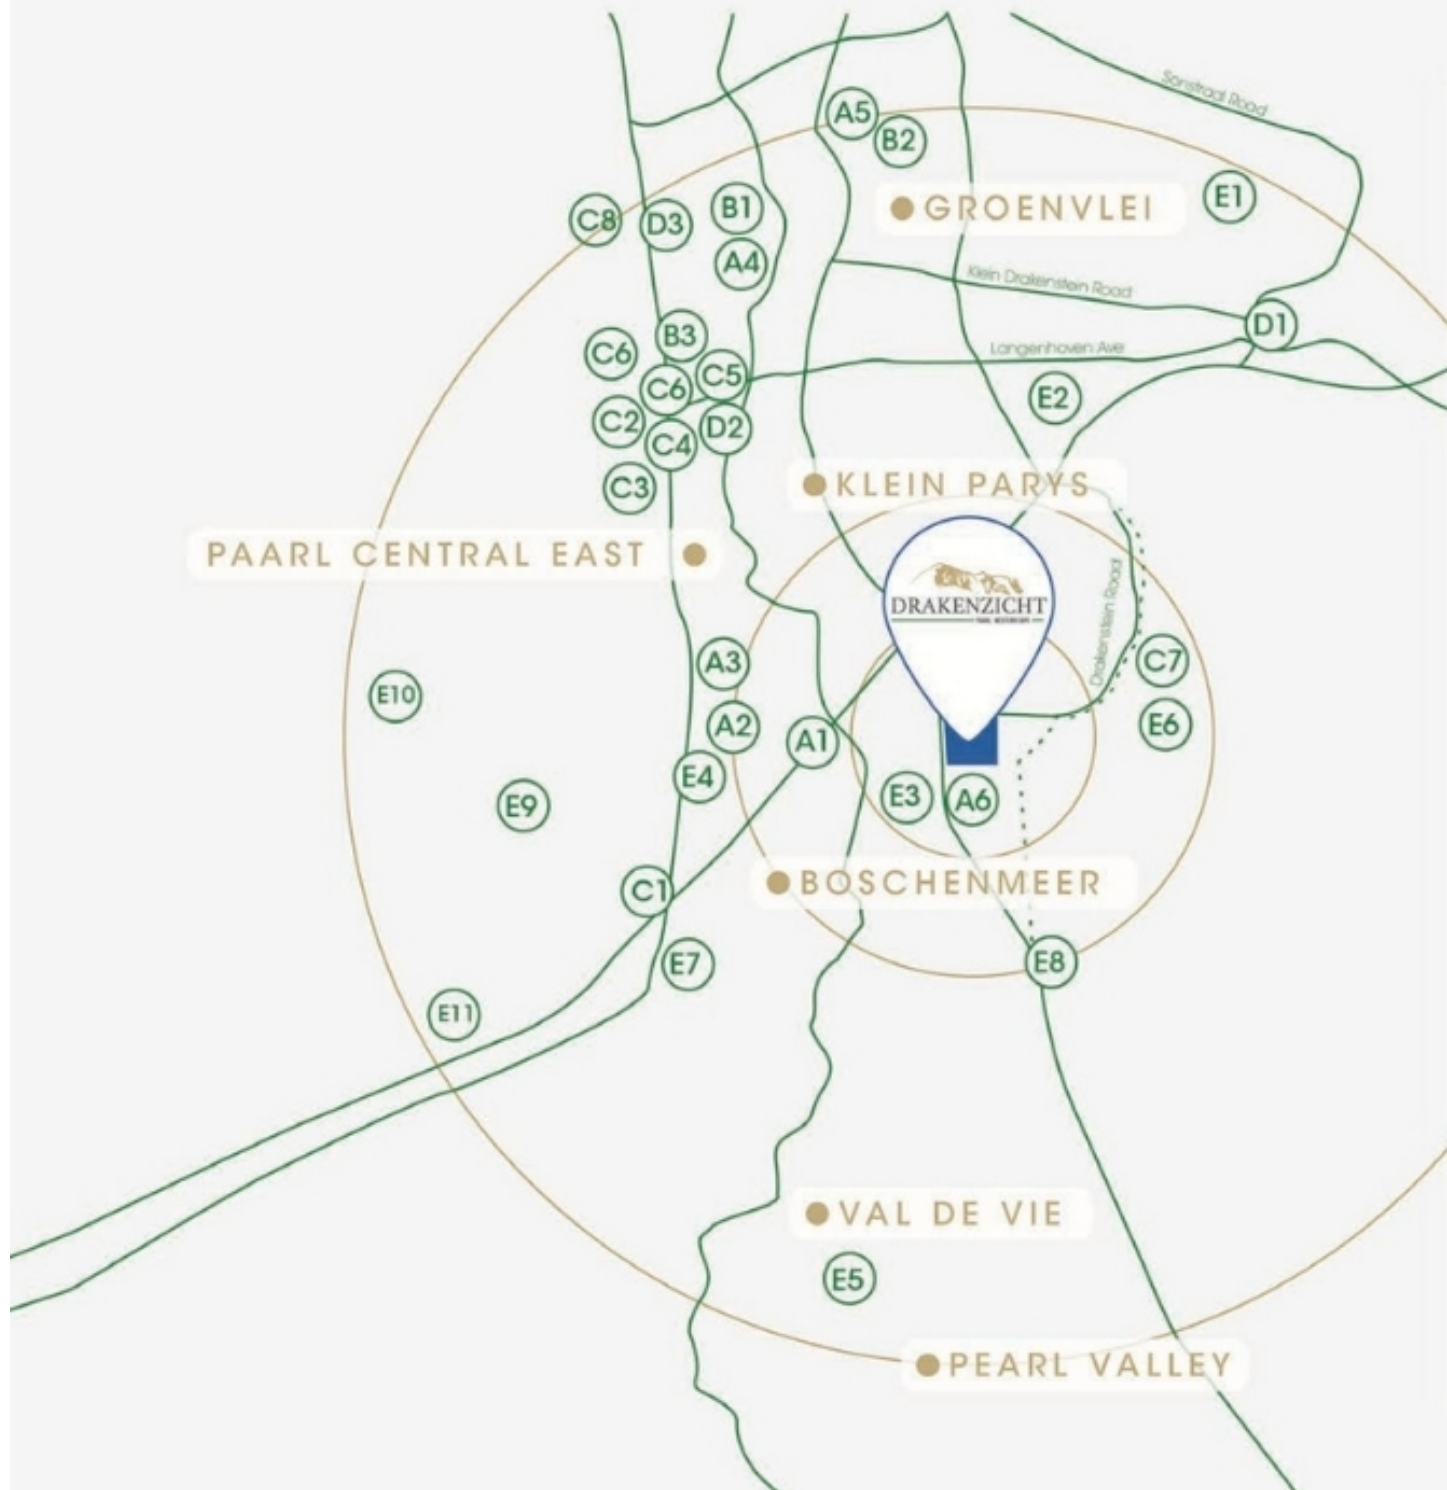 Sonstraal Road
A5
B2
E1
B1
GROENVLEI
C8
D3
A4
Klein Drakenstein Road
D1
B3
Langenhoven Ave
C6
C5
C6
E2
C2
D2
C4
C3
KLEIN PARYS
PAARL CENTRAL EAST
DRAKENZICHT
Drakenstein Road
A3
C7
E10
A2
A1
E6
E4
E9
E3
A6
C1
BOSCHENMEER
E7
E8
E11
VAL DE VIE
E5
PEARL VALLEY